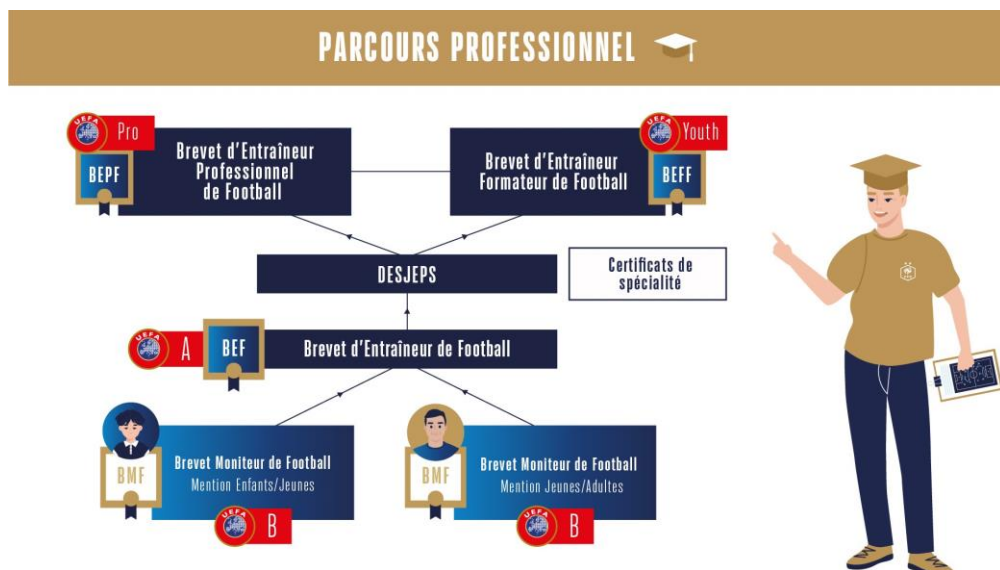 PARCOURS PROFESSIONNEL
UEFA
Pro
BEPF
Brevet d'Entraîneur
Professionnel
de Football
Brevet d'Entraîneur
Formateur de Football
UEFA
Youth
BEFF
DESJEPS
Certificats de
spécialité
UEFA
A
BEF
Brevet d'Entraîneur de Football
BMF
Brevet Moniteur de Football
Mention Enfants/Jeunes
UEFA
B
BMF
Brevet Moniteur de Football
Mention Jeunes/Adultes
UEFA
B